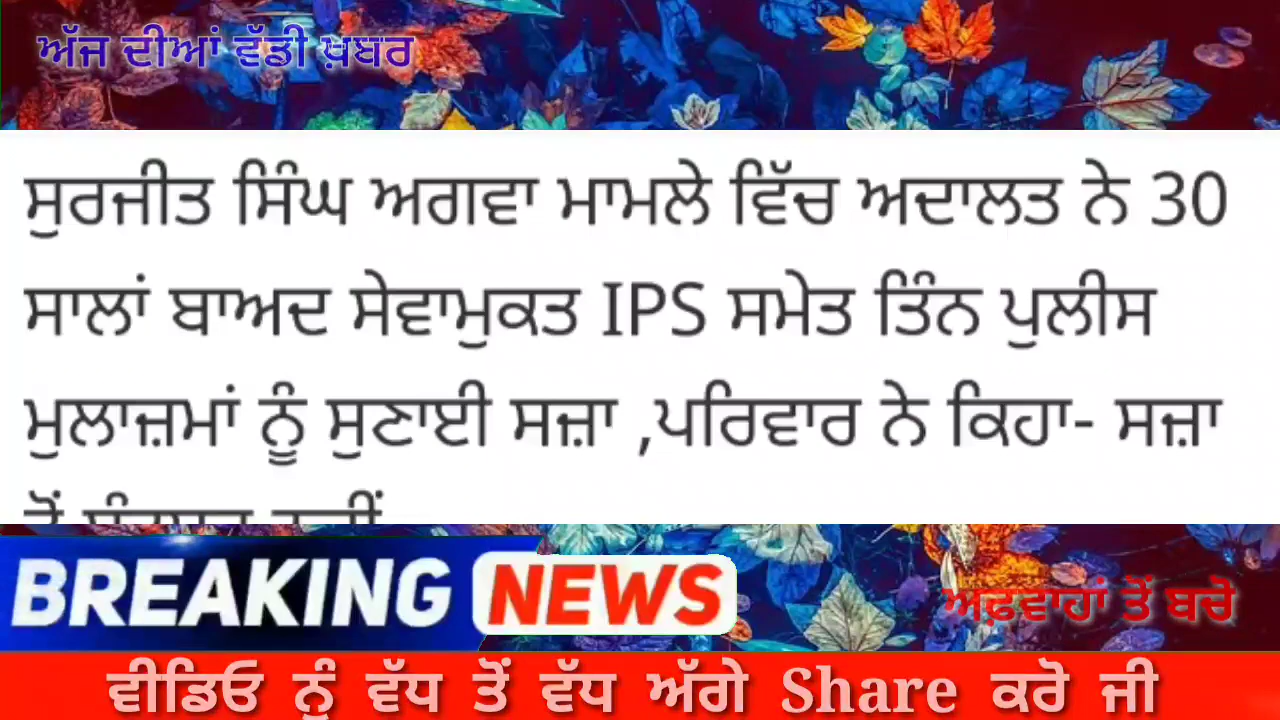 ਅੱਜ ਦੀਆਂ ਵੱਡੀ ਖ਼ਬਰ
ਸੁਰਜੀਤ ਸਿੰਘ ਅਗਵਾ ਮਾਮਲੇ ਵਿੱਚ ਅਦਾਲਤ ਨੇ 30
ਸਾਲਾਂ ਬਾਅਦ ਸੇਵਾਮੁਕਤ IPS ਸਮੇਤ ਤਿੰਨ ਪੁਲੀਸ
ਮੁਲਾਜ਼ਮਾਂ ਨੂੰ ਸੁਣਾਈ ਸਜ਼ਾ ,ਪਰਿਵਾਰ ਨੇ ਕਿਹਾ- ਸਜ਼ਾ
BREAKING NEWS
ਅਫ਼ਵਾਹਾਂ ਤੋਂ ਬਚੋ
ਵੀਡਿਓ ਨੂੰ ਵੱਧ ਤੋਂ ਵੱਧ ਅੱਗੇ Share ਕਰੋ ਜੀ